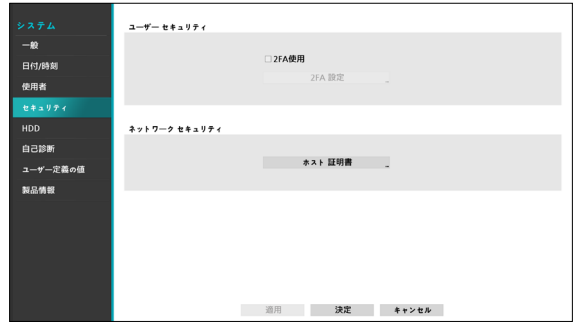 システム
一般
日付/時刻
使用者
セキュリティ
HDD
自己診断
ユーザー定義の値
製品情報
ユーザー セキュリティ
2FA使用
2FA 設定
ネットワーク セキュリティ
ホスト 証明書
適用 決定 キャンセル